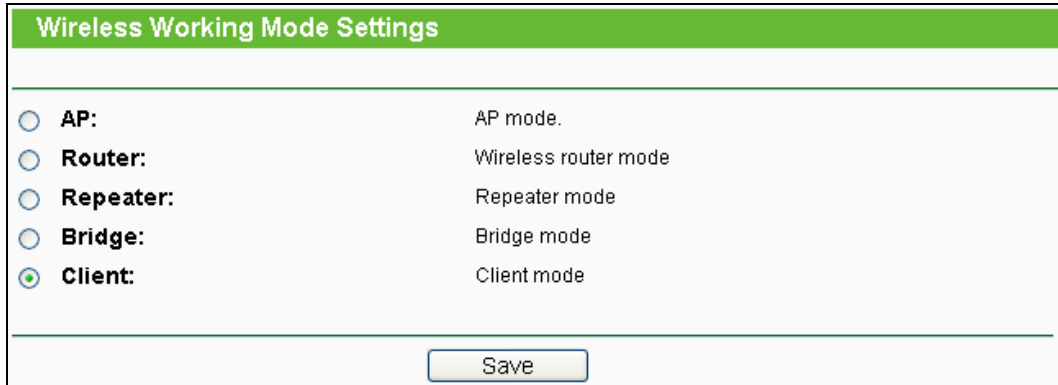 Wireless Working Mode Settings
AP: AP mode.
Router: Wireless router mode
Repeater: Repeater mode
Bridge: Bridge mode
Client: Client mode
Save